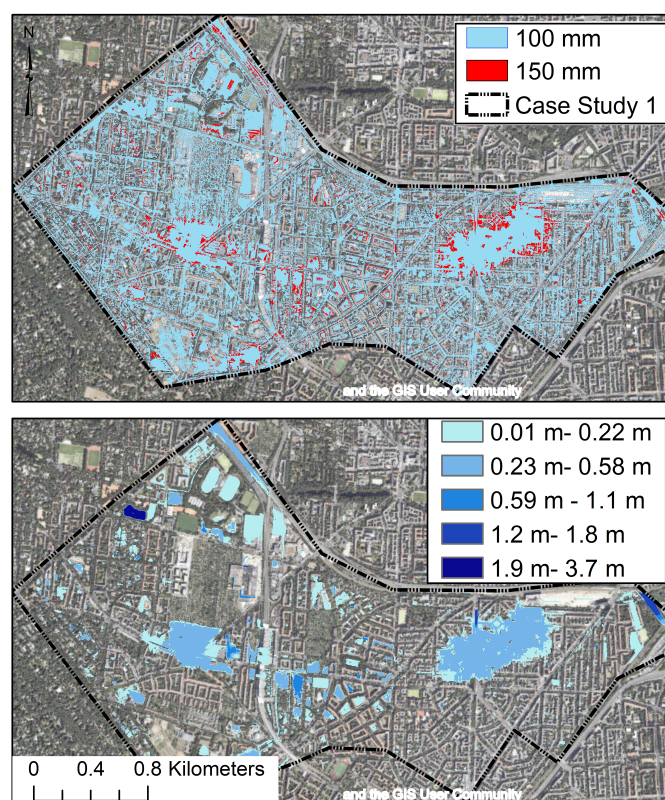 N
100 mm
150 mm
Case Study 1
and the GIS User Community
0.01 m- 0.22 m
0.23 m- 0.58 m
0.59 m - 1.1 m
1.2 m- 1.8 m
1.9 m- 3.7 m
0 0.4 0.8 Kilometers
and the GIS User Community